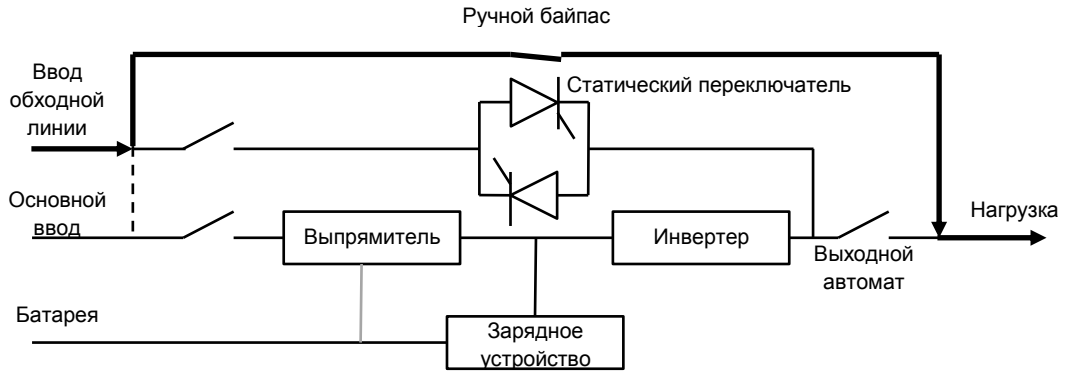 Ручной байпас
Ввод
обходной
линии
Статический переключатель
Основной
ввод
Выпрямитель
Инвертер
Нагрузка
Выходной
автомат
Батарея
Зарядное
устройство